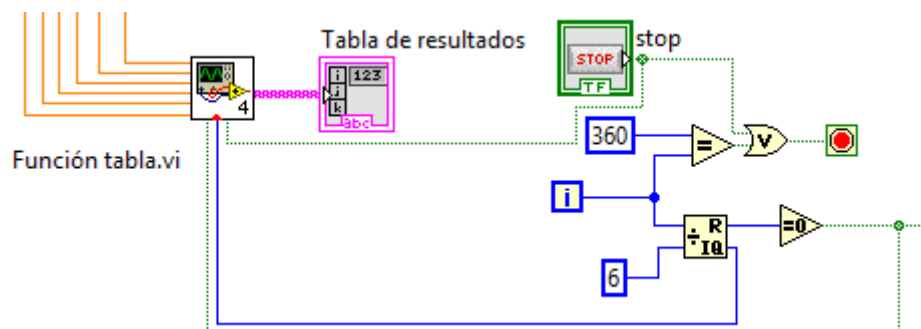 Tabla de resultados
stop
STOP
TF
i
123
j
k
abc
4
360
=
V
Función tabla.vi
i
R
=0
÷
IQ
6